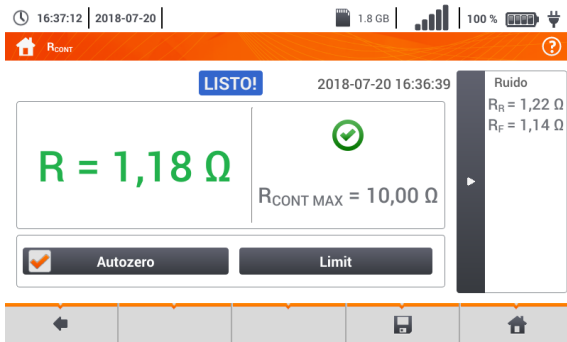 16:37:12 2018-07-20 1.8 GB 100 %
RCONT
LISTO! 2018-07-20 16:36:39
R = 1,18 Ω
RCONT MAX = 10,00 Ω
Autozero Limit
Ruido
RR = 1,22 Ω
RF = 1,14 Ω